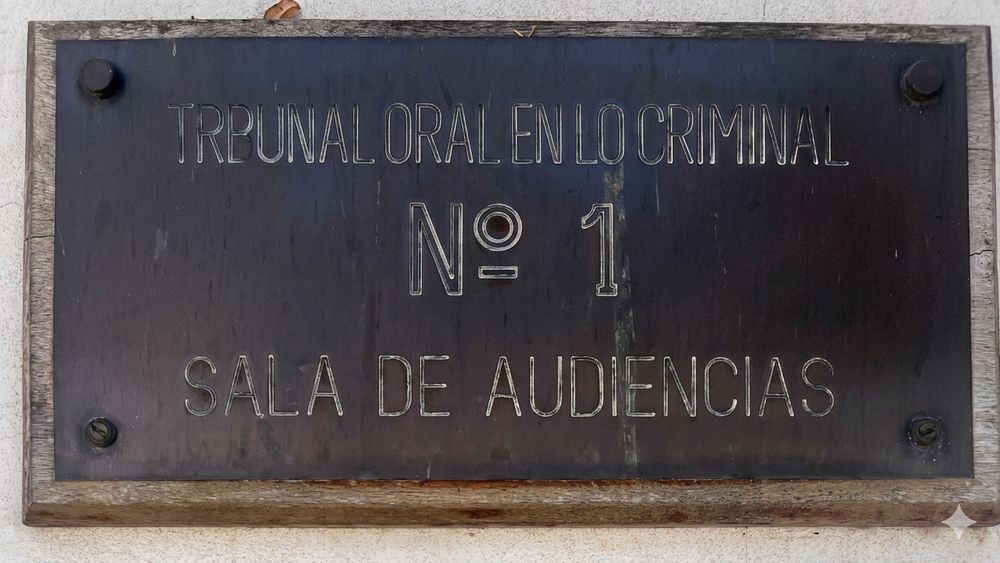 TRBUNAL ORAL EN LO CRIMINAL
Nº 1
SALA DE AUDIENCIAS